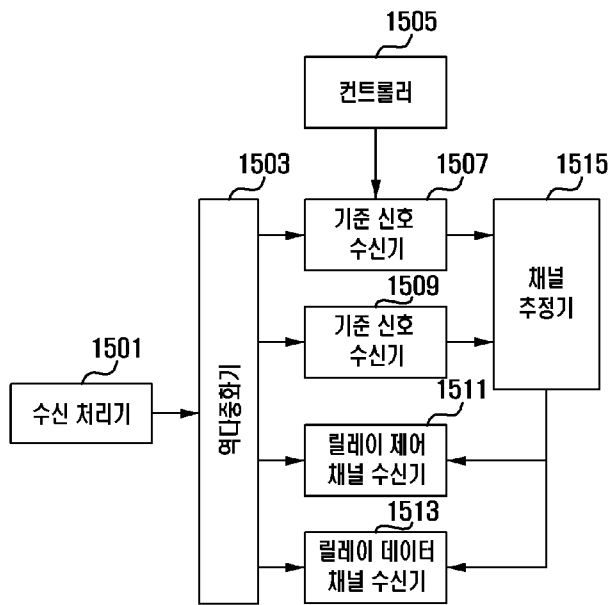 1505
컨트롤러
1503
1507
1515
기준 신호
수신기
채널
추정기
1509
기준 신호
수신기
1501
수신 처리기
역다중화기
1511
릴레이 제어
채널 수신기
1513
릴레이 데이터
채널 수신기